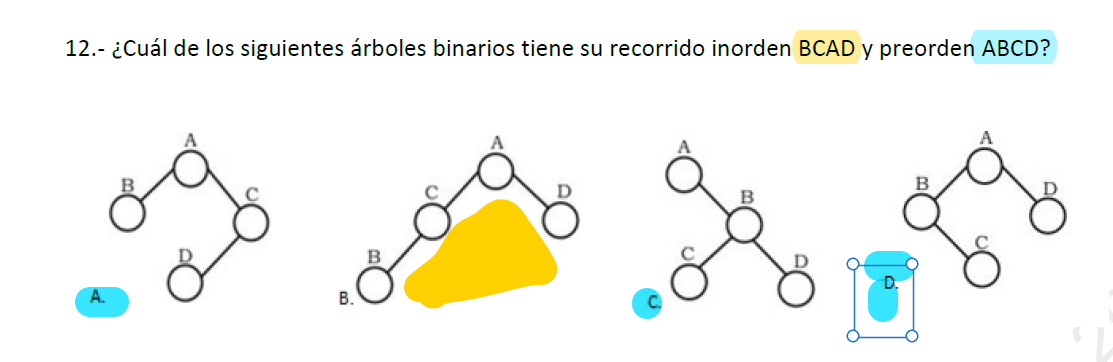 12.- ¿Cuál de los siguientes árboles binarios tiene su recorrido inorden BCAD y preorden ABCD?
A
B
C
D
A.
A
C
D
B
B.
A
B
C
D
C.
A
B
D
C
D.